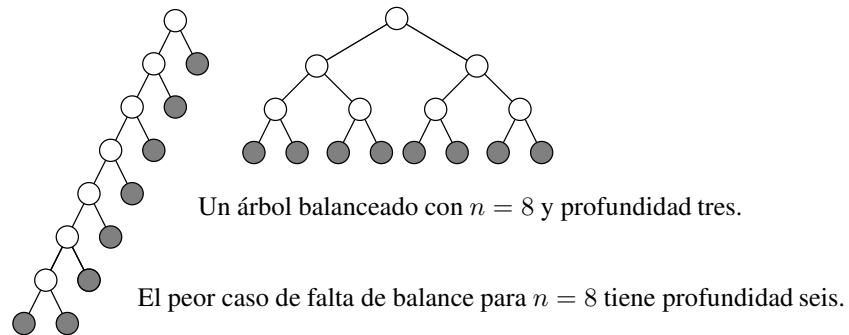 Un árbol balanceado con n = 8 y profundidad tres.
El peor caso de falta de balance para n = 8 tiene profundidad seis.